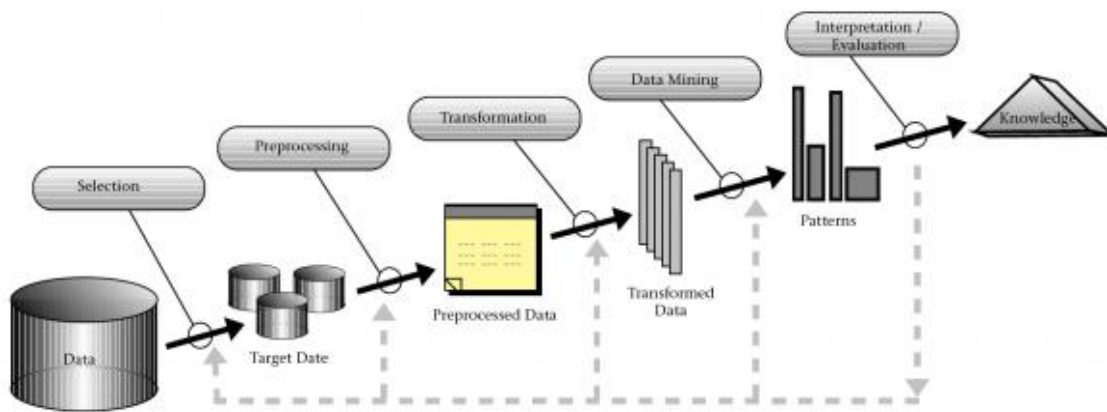 Interpretation /
Evaluation
Data Mining
Transformation
Preprocessing
Selection
Data
Target Date
Preprocessed Data
Transformed
Data
Patterns
Knowledge